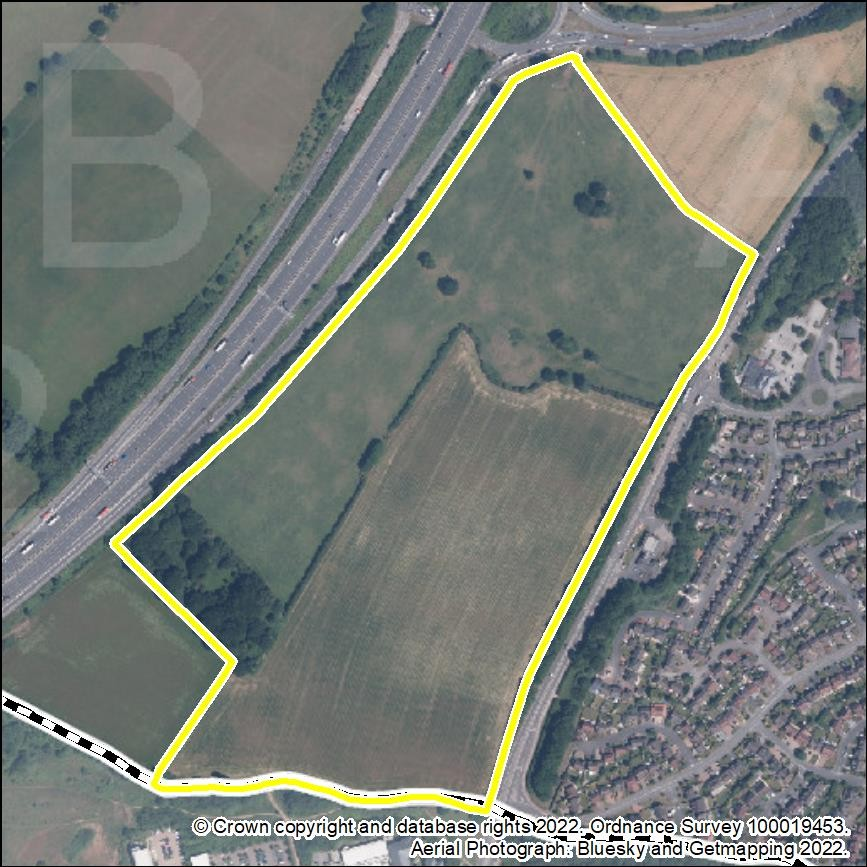 B
© Crown copyright and database rights 2022. Ordnance Survey 100019453.
Aerial Photograph: Bluesky and Getmapping 2022.